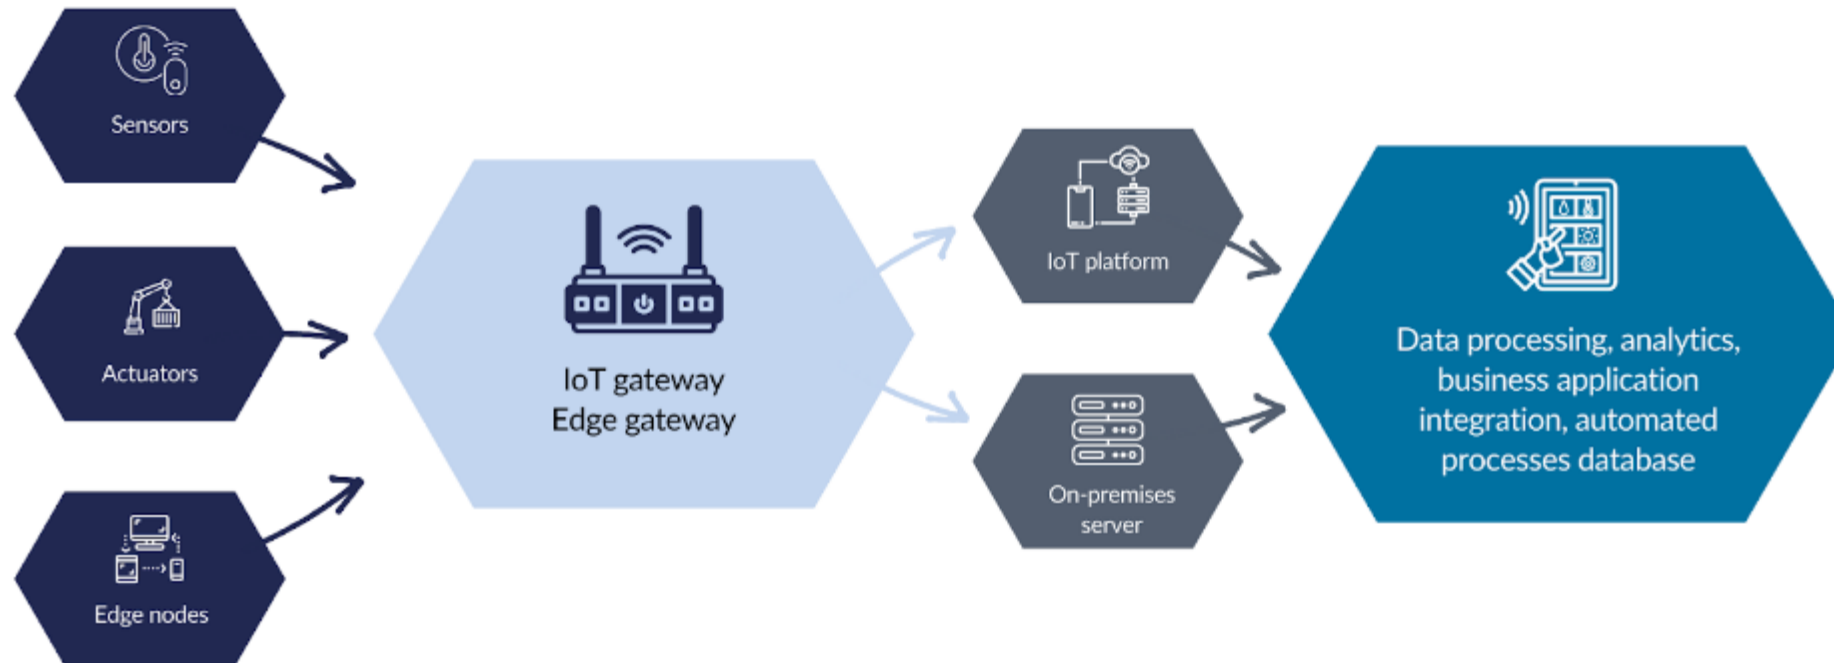 Sensors
Actuators
Edge nodes
IoT gateway
Edge gateway
IoT platform
On-premises
server
Data processing, analytics,
business application
integration, automated
processes database